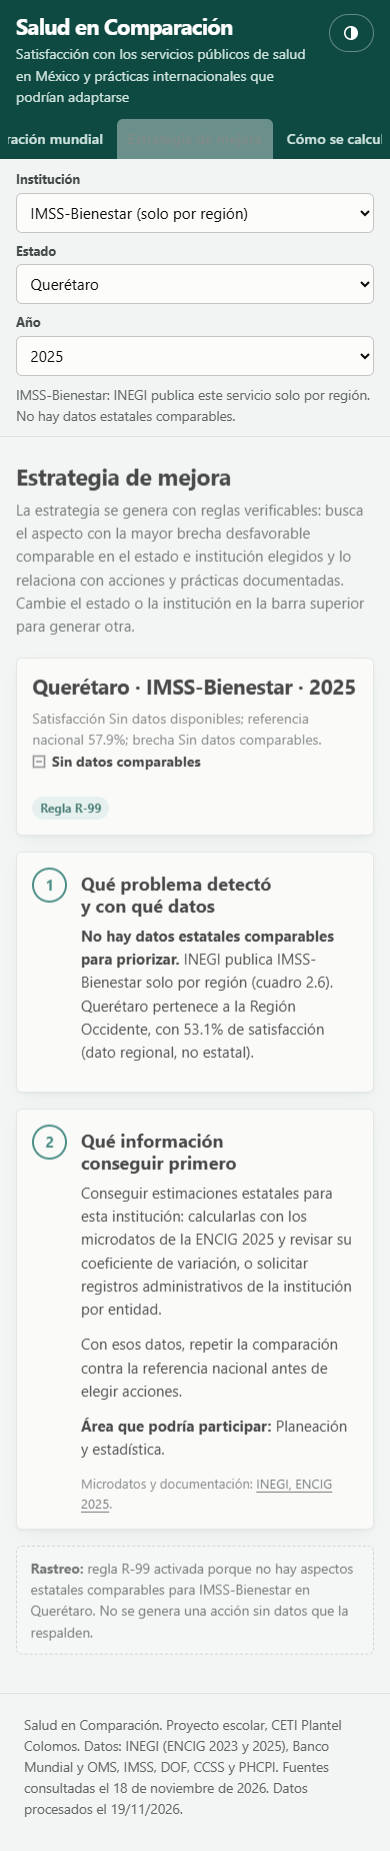 Salud en Comparación
Satisfacción con los servicios públicos de salud
en México y prácticas internacionales que
podrían adaptarse
ración mundial
Estrategia de mejora
Cómo se calcul
Institución
IMSS-Bienestar (solo por región)
Estado
Querétaro
Año
2025
IMSS-Bienestar: INEGI publica este servicio solo por región.
No hay datos estatales comparables.
Estrategia de mejora
La estrategia se genera con reglas verificables: busca
el aspecto con la mayor brecha desfavorable
comparable en el estado e institución elegidos y lo
relaciona con acciones y prácticas documentadas.
Cambie el estado o la institución en la barra superior
para generar otra.
Querétaro · IMSS-Bienestar · 2025
Satisfacción Sin datos disponibles; referencia
nacional 57.9%; brecha Sin datos comparables.
Sin datos comparables
Regla R-99
1
Qué problema detectó
y con qué datos
No hay datos estatales comparables
para priorizar. INEGI publica IMSS-
Bienestar solo por región (cuadro 2.6).
Querétaro pertenece a la Región
Occidente, con 53.1% de satisfacción
(dato regional, no estatal).
2
Qué información
conseguir primero
Conseguir estimaciones estatales para
esta institución: calcularlas con los
microdatos de la ENCIG 2025 y revisar su
coeficiente de variación, o solicitar
registros administrativos de la institución
por entidad.
Con esos datos, repetir la comparación
contra la referencia nacional antes de
elegir acciones.
Área que podría participar: Planeación
y estadística.
Microdatos y documentación: INEGI, ENCIG
2025.
Rastreo: regla R-99 activada porque no hay aspectos
estatales comparables para IMSS-Bienestar en
Querétaro. No se genera una acción sin datos que la
respalden.
Salud en Comparación. Proyecto escolar, CETI Plantel
Colomos. Datos: INEGI (ENCIG 2023 y 2025), Banco
Mundial y OMS, IMSS, DOF, CCSS y PHCPI. Fuentes
consultadas el 18 de noviembre de 2026. Datos
procesados el 19/11/2026.